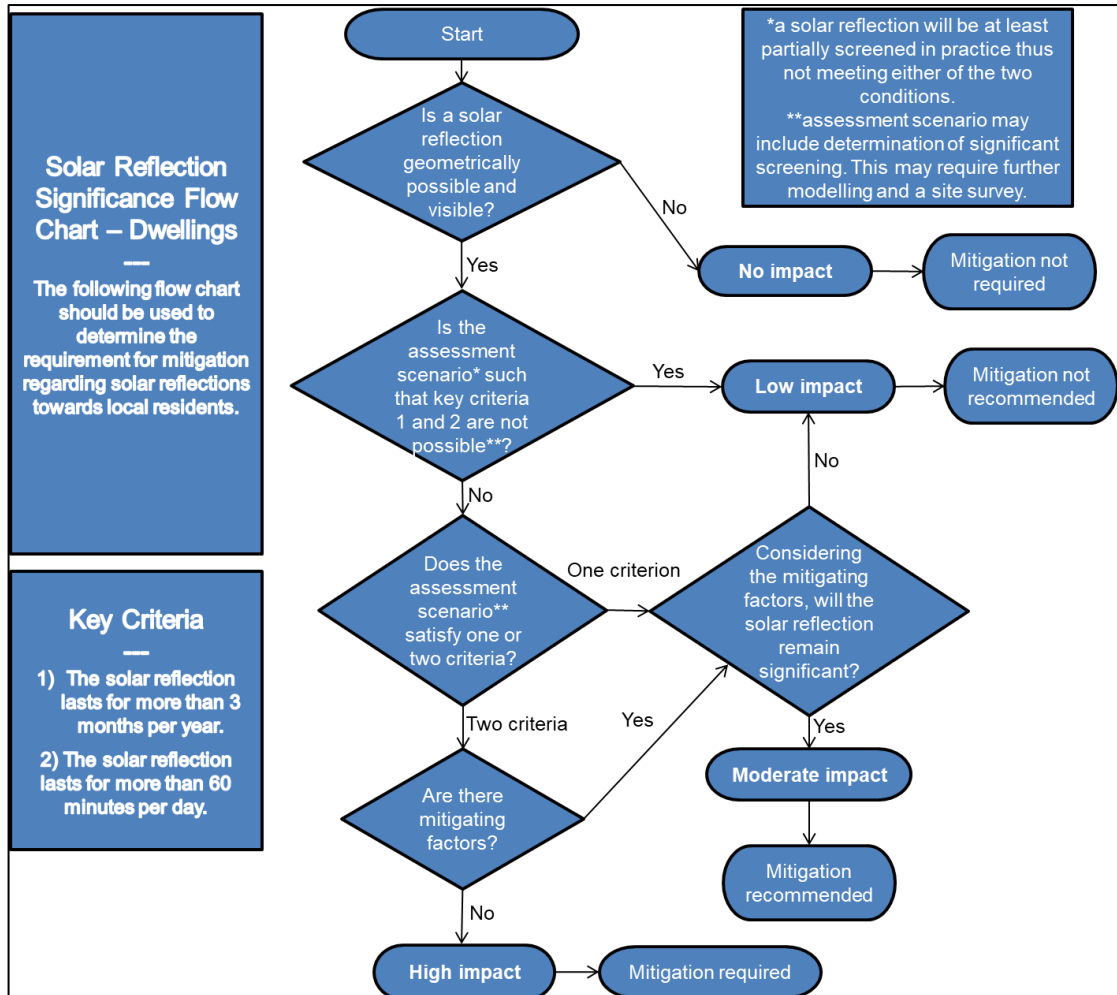 Solar Reflection
Significance Flow
Chart – Dwellings
---
The following flow chart
should be used to
determine the
requirement for mitigation
regarding solar reflections
towards local residents.
Key Criteria
---
1) The solar reflection
lasts for more than 3
months per year.
2) The solar reflection
lasts for more than 60
minutes per day.
Start
*a solar reflection will be at least
partially screened in practice thus
not meeting either of the two
conditions.
**assessment scenario may
include determination of significant
screening. This may require further
modelling and a site survey.
Is a solar
reflection
geometrically
possible and
visible?
No
No impact
Mitigation not
required
Yes
Is the
assessment
scenario* such
that key criteria
1 and 2 are not
possible**?
Yes
Low impact
Mitigation not
recommended
No
No
Does the
assessment
scenario**
satisfy one or
two criteria?
One criterion
Considering
the mitigating
factors, will the
solar reflection
remain
significant?
Two criteria
Yes
Yes
Are there
mitigating
factors?
Moderate impact
Mitigation
recommended
No
High impact
Mitigation required